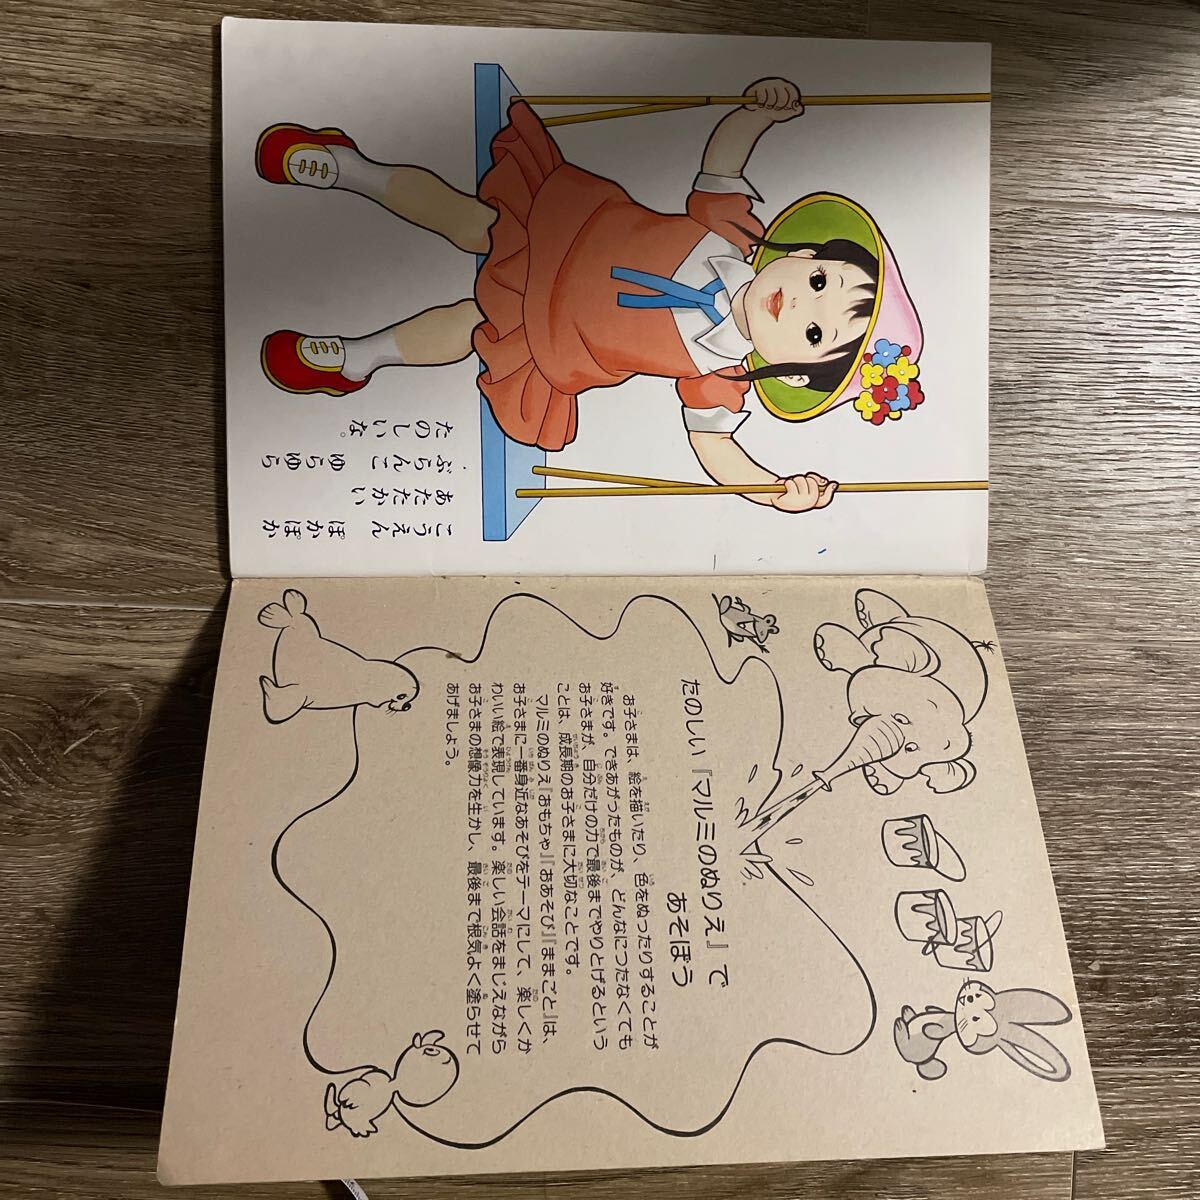 こうえん　ぽかぽか
あたたかい
ぶらんこ　ゆらゆら
たのしいな。
たのしい『マルミのぬりえ』で
あそぼう
お子さまは、絵を描いたり、色をぬったりすることが
好きです。できあがったものが、どんなにつたなくても
お子さまが、自分だけの力で最後までやりとげるという
ことは、成長期のお子さまに大切なことです。
マルミのぬりえ『おもちゃ』『おあそび』『ままごと』は、
お子さまに一番身近なあそびをテーマにして、楽しくか
わいい絵で表現しています。楽しい会話をまじえながら
お子さまの想像力を生かし、最後まで根気よく塗らせて
あげましょう。